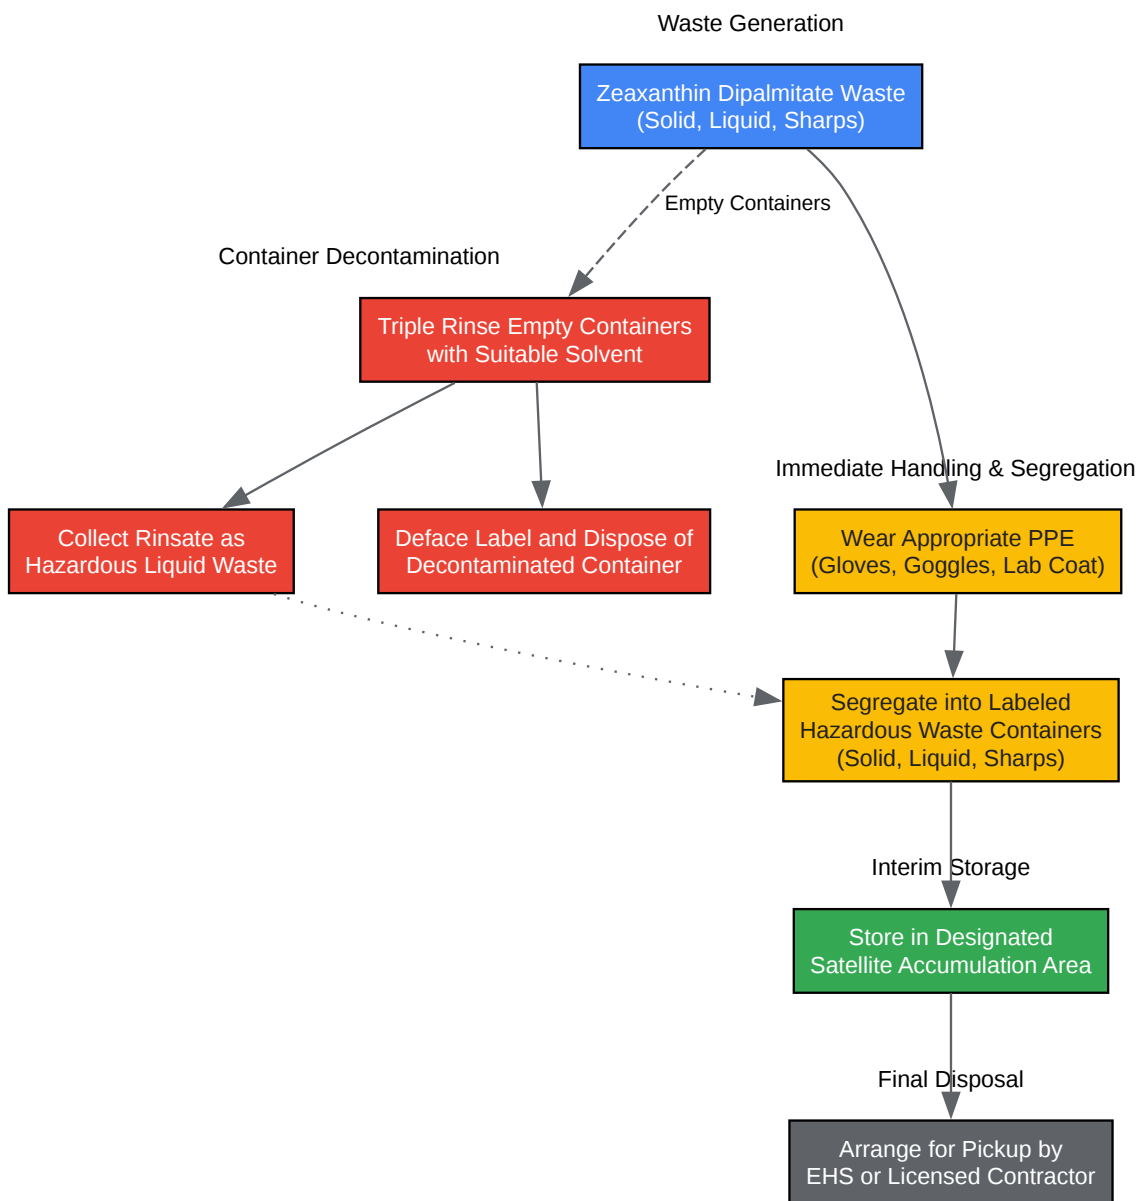 Waste Generation
Zeaxanthin Dipalmitate Waste
(Solid, Liquid, Sharps)
Empty Containers
Container Decontamination
Triple Rinse Empty Containers
with Suitable Solvent
Immediate Handling & Segregation
Collect Rinsate as
Hazardous Liquid Waste
Deface Label and Dispose of
Decontaminated Container
Wear Appropriate PPE
(Gloves, Goggles, Lab Coat)
Segregate into Labeled
Hazardous Waste Containers
(Solid, Liquid, Sharps)
Interim Storage
Store in Designated
Satellite Accumulation Area
Final Disposal
Arrange for Pickup by
EHS or Licensed Contractor